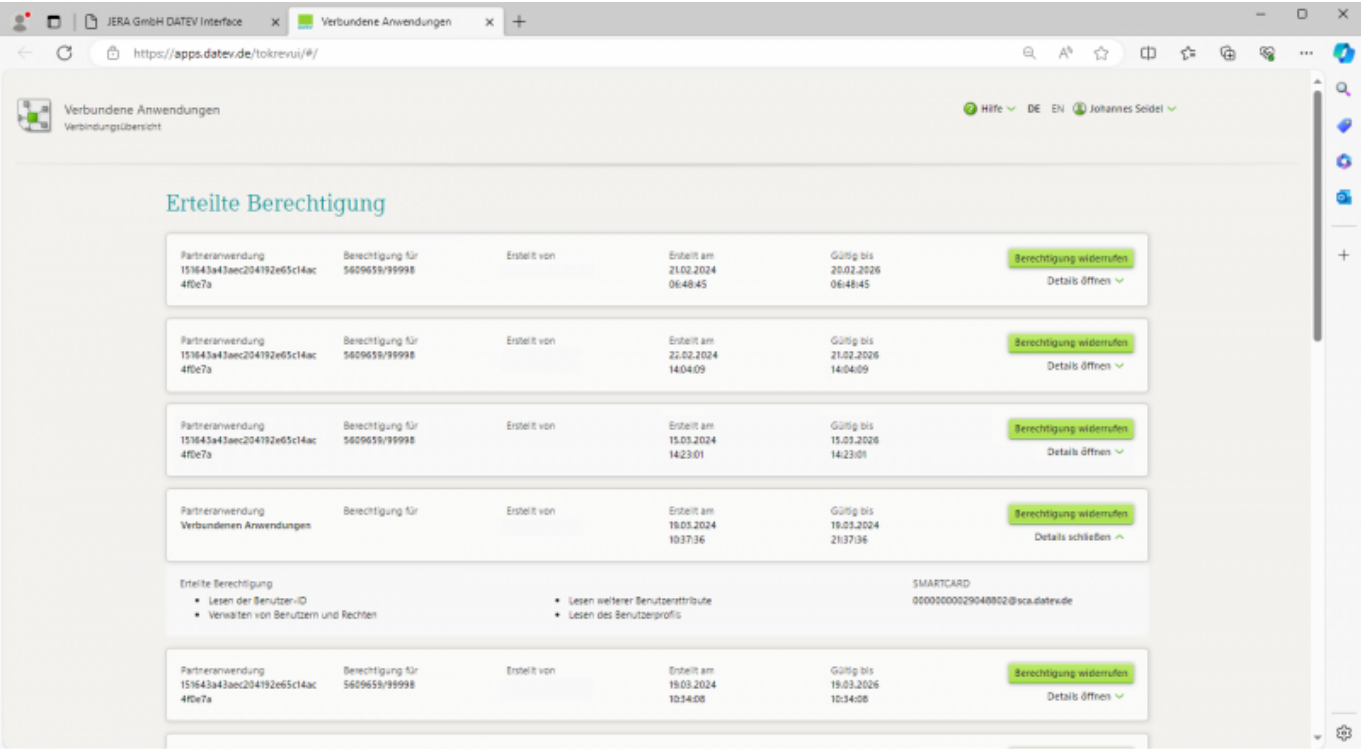 JERA GmbH DATEV Interface
Verbundene Anwendungen
https://apps.datev.de/tokrevui/#/
Verbundene Anwendungen
Verbindungsübersicht
Hilfe DE EN Johannes Seidel
Erteilte Berechtigung
Partneranwendung Berechtigung für Erstellt von Erstellt am Gültig bis Berechtigung widerrufen
151643a43aec204192e65c14ac 5609659/99998 21.02.2024 20.02.2026
4f0e7a 06:48:45 06:48:45 Details öffnen
Partneranwendung Berechtigung für Erstellt von Erstellt am Gültig bis Berechtigung widerrufen
151643a43aec204192e65c14ac 5609659/99998 22.02.2024 21.02.2026
4f0e7a 14:04:09 14:04:09 Details öffnen
Partneranwendung Berechtigung für Erstellt von Erstellt am Gültig bis Berechtigung widerrufen
151643a43aec204192e65c14ac 5609659/99998 15.03.2024 15.03.2026
4f0e7a 14:23:01 14:23:01 Details öffnen
Partneranwendung Berechtigung für Erstellt von Erstellt am Gültig bis Berechtigung widerrufen
Verbundenen Anwendungen 19.03.2024 19.03.2024
10:37:36 21:37:36 Details schließen
Erteilte Berechtigung SMARTCARD
• Lesen der Benutzer-ID • Lesen weiterer Benutzerattribute 00000000029048802@sca.datev.de
• Verwalten von Benutzern und Rechten • Lesen des Benutzerprofils
Partneranwendung Berechtigung für Erstellt von Erstellt am Gültig bis Berechtigung widerrufen
151643a43aec204192e65c14ac 5609659/99998 19.03.2024 19.03.2026
4f0e7a 10:34:08 10:34:08 Details öffnen